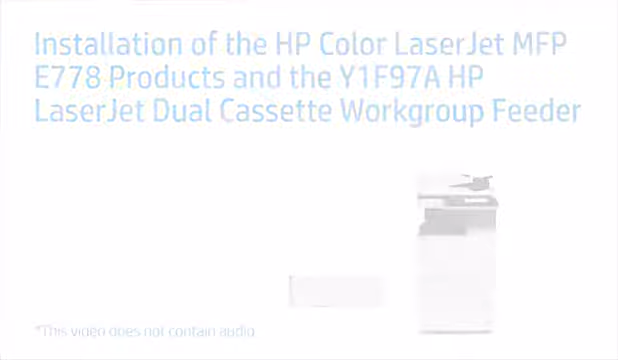 Installation of the HP Color LaserJet MFP
E778 Products and the Y1F97A HP
LaserJet Dual Cassette Workgroup Feeder
*This video does not contain audio